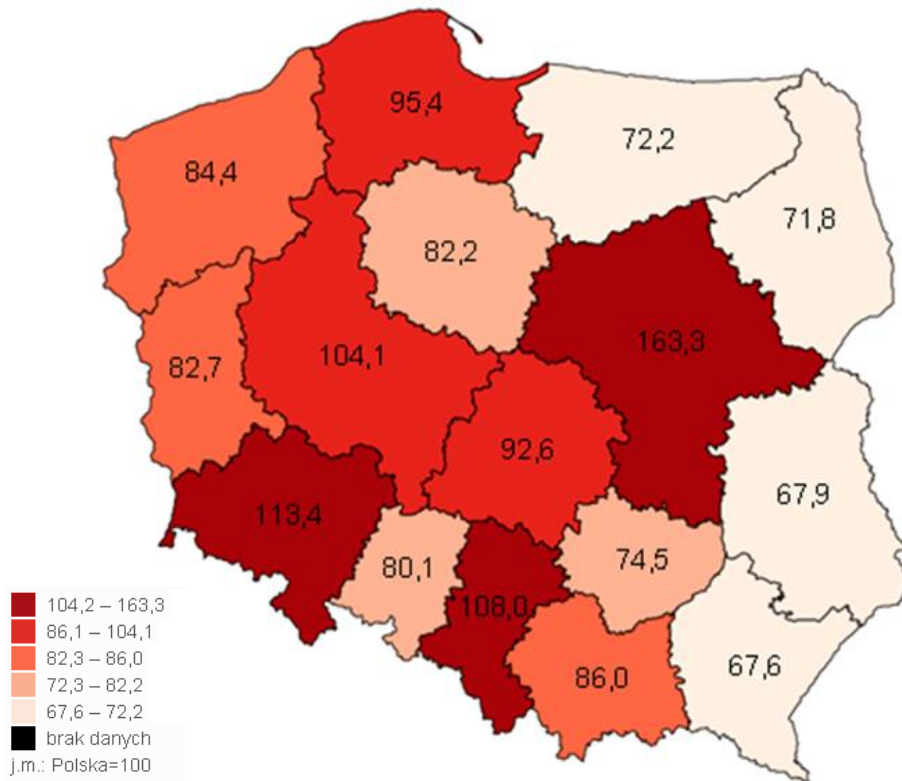 95,4
72,2
84,4
71,8
82,2
163,3
104,1
82,7
92,6
67,9
113,4
74,5
80,1
108,0
67,6
86,0
104,2 – 163,3
86,1 – 104,1
82,3 – 86,0
72,3 – 82,2
67,6 – 72,2
brak danych
j.m.: Polska=100